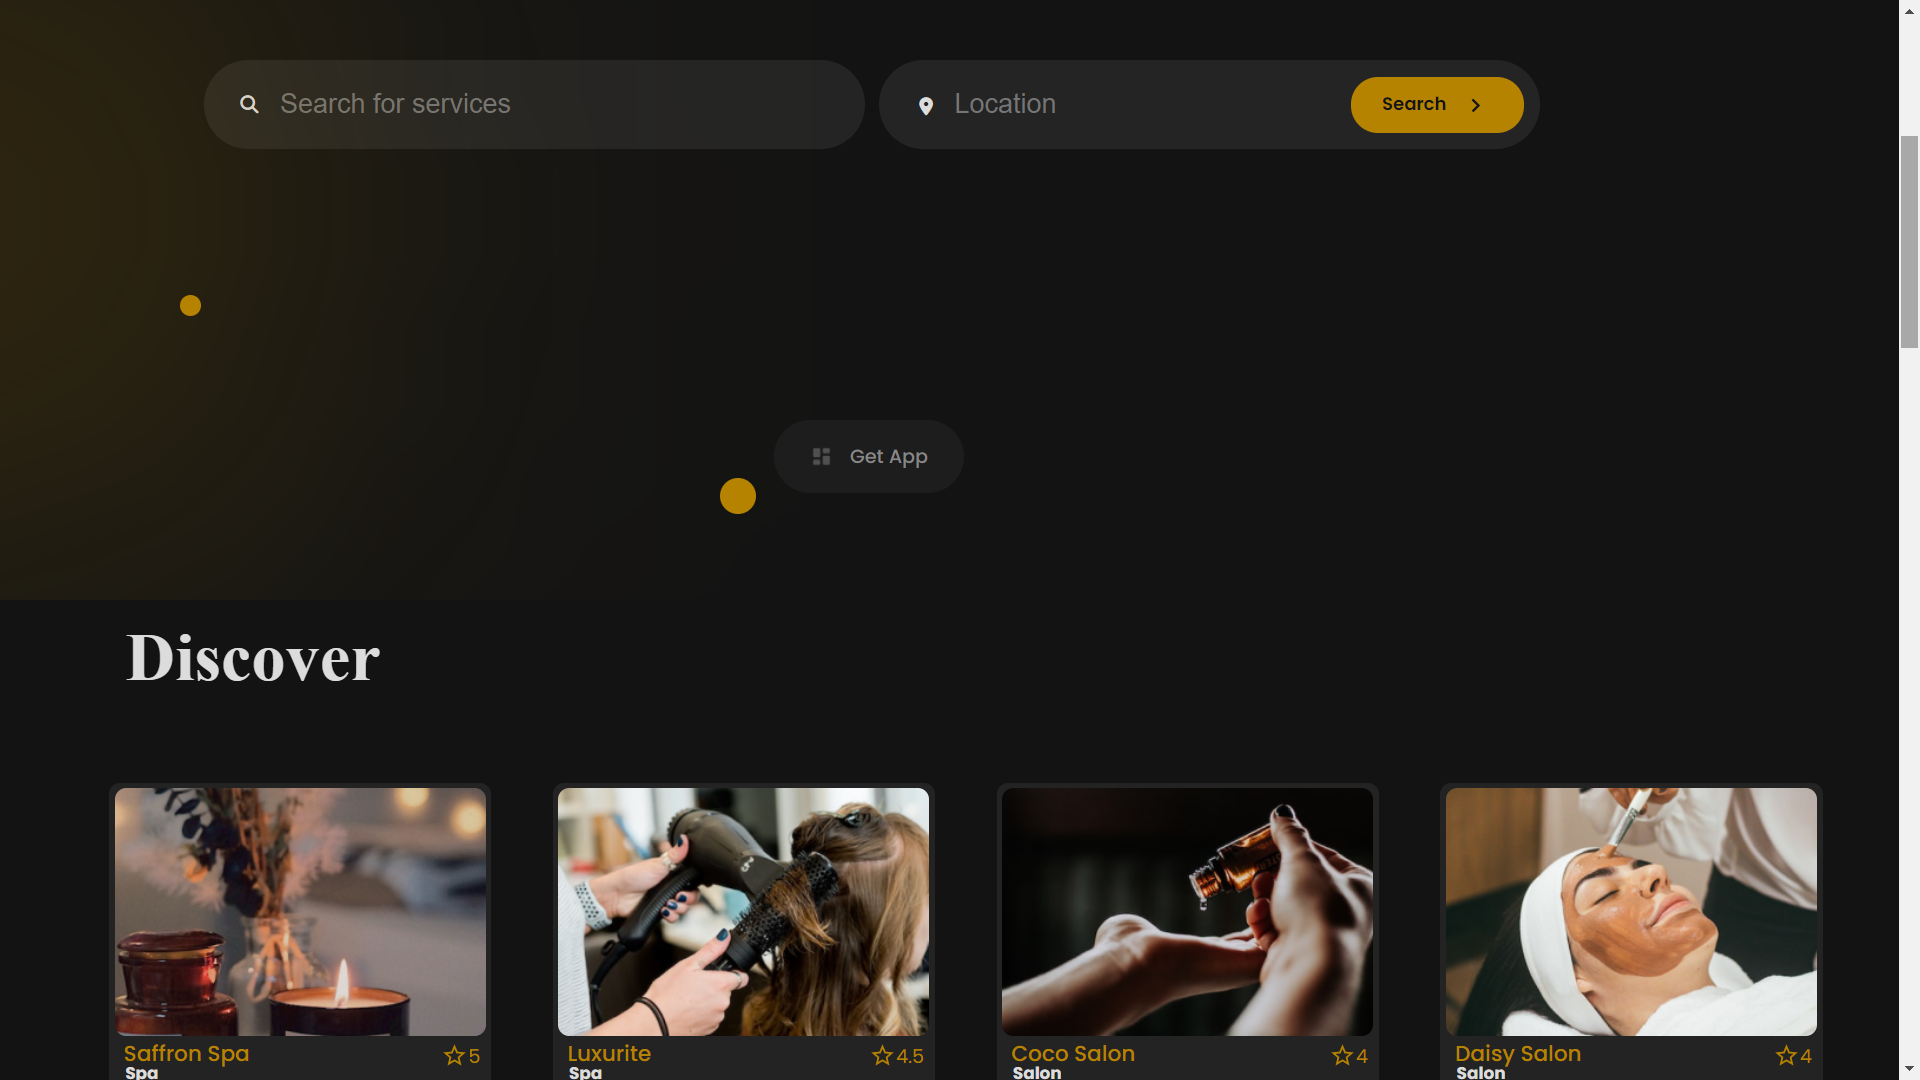 Search for services
Location
Search
Get App
Discover
Saffron Spa
5
Spa
Luxurite
4.5
Spa
Coco Salon
4
Salon
Daisy Salon
4
Salon